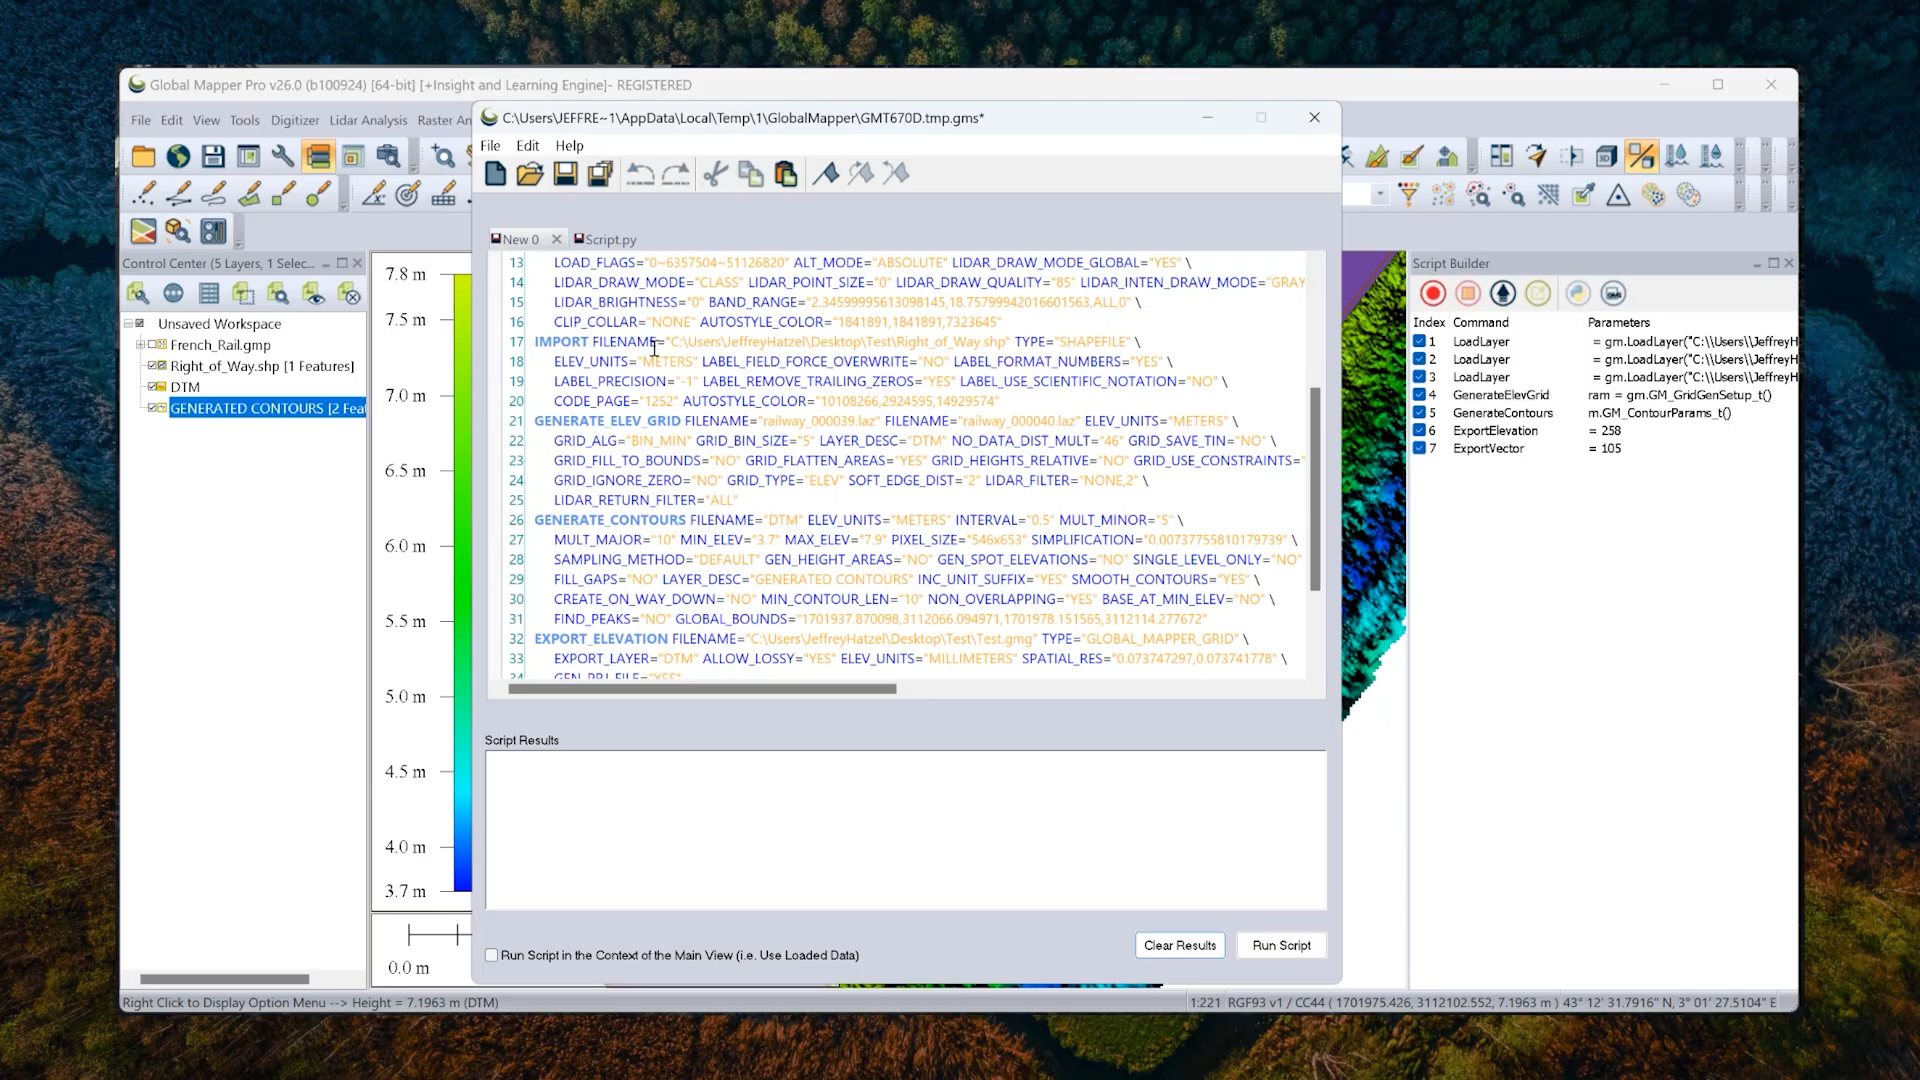 Global Mapper Pro v26.0 (b100924) [64-bit] [+Insight and Learning Engine]- REGISTERED
File Edit View Tools Digitizer Lidar Analysis Raster An
C:\Users\JEFFRE~1\AppData\Local\Temp\1\GlobalMapper\GMT670D.tmp.gms*
File Edit Help
New 0 Script.py
Control Center (5 Layers, 1 Selec...
Unsaved Workspace
French_Rail.gmp
Right_of_Way.shp [1 Features]
DTM
GENERATED CONTOURS [2 Feat
7.8 m
7.5 m
7.0 m
6.5 m
6.0 m
5.5 m
5.0 m
4.5 m
4.0 m
3.7 m
0.0 m
13 LOAD_FLAGS="0~6357504~51126820" ALT_MODE="ABSOLUTE" LIDAR_DRAW_MODE_GLOBAL="YES" \
14 LIDAR_DRAW_MODE="CLASS" LIDAR_POINT_SIZE="0" LIDAR_DRAW_QUALITY="85" LIDAR_INTEN_DRAW_MODE="GRAY
15 LIDAR_BRIGHTNESS="0" BAND_RANGE="2.34599995613098145,18.75799942016601563,ALL,0" \
16 CLIP_COLLAR="NONE" AUTOSTYLE_COLOR="1841891,1841891,7323645"
17 IMPORT FILENAME="C:\Users\JeffreyHatzel\Desktop\Test\Right_of_Way.shp" TYPE="SHAPEFILE" \
18 ELEV_UNITS="METERS" LABEL_FIELD_FORCE_OVERWRITE="NO" LABEL_FORMAT_NUMBERS="YES" \
19 LABEL_PRECISION="-1" LABEL_REMOVE_TRAILING_ZEROS="YES" LABEL_USE_SCIENTIFIC_NOTATION="NO" \
20 CODE_PAGE="1252" AUTOSTYLE_COLOR="10108266,2924595,14929574"
21 GENERATE_ELEV_GRID FILENAME="railway_000039.laz" FILENAME="railway_000040.laz" ELEV_UNITS="METERS" \
22 GRID_ALG="BIN_MIN" GRID_BIN_SIZE="5" LAYER_DESC="DTM" NO_DATA_DIST_MULT="46" GRID_SAVE_TIN="NO" \
23 GRID_FILL_TO_BOUNDS="NO" GRID_FLATTEN_AREAS="YES" GRID_HEIGHTS_RELATIVE="NO" GRID_USE_CONSTRAINTS="
24 GRID_IGNORE_ZERO="NO" GRID_TYPE="ELEV" SOFT_EDGE_DIST="2" LIDAR_FILTER="NONE,2" \
25 LIDAR_RETURN_FILTER="ALL"
26 GENERATE_CONTOURS FILENAME="DTM" ELEV_UNITS="METERS" INTERVAL="0.5" MULT_MINOR="5" \
27 MULT_MAJOR="10" MIN_ELEV="3.7" MAX_ELEV="7.9" PIXEL_SIZE="546x653" SIMPLIFICATION="0.00737755810179739" \
28 SAMPLING_METHOD="DEFAULT" GEN_HEIGHT_AREAS="NO" GEN_SPOT_ELEVATIONS="NO" SINGLE_LEVEL_ONLY="NO"
29 FILL_GAPS="NO" LAYER_DESC="GENERATED CONTOURS" INC_UNIT_SUFFIX="YES" SMOOTH_CONTOURS="YES" \
30 CREATE_ON_WAY_DOWN="NO" MIN_CONTOUR_LEN="10" NON_OVERLAPPING="YES" BASE_AT_MIN_ELEV="NO" \
31 FIND_PEAKS="NO" GLOBAL_BOUNDS="1701937.870098,3112066.094971,1701978.151565,3112114.277672"
32 EXPORT_ELEVATION FILENAME="C:\Users\JeffreyHatzel\Desktop\Test\Test.gmg" TYPE="GLOBAL_MAPPER_GRID" \
33 EXPORT_LAYER="DTM" ALLOW_LOSSY="YES" ELEV_UNITS="MILLIMETERS" SPATIAL_RES="0.073747297,0.073741778" \
34 GEN_PRJ_FILE="YES"
Script Results
Run Script in the Context of the Main View (i.e. Use Loaded Data)
Clear Results Run Script
Script Builder
Index Command Parameters
1 LoadLayer = gm.LoadLayer("C:\\Users\\JeffreyH
2 LoadLayer = gm.LoadLayer("C:\\Users\\JeffreyH
3 LoadLayer = gm.LoadLayer("C:\\Users\\JeffreyH
4 GenerateElevGrid ram = gm.GM_GridGenSetup_t()
5 GenerateContours m.GM_ContourParams_t()
6 ExportElevation = 258
7 ExportVector = 105
Right Click to Display Option Menu --> Height = 7.1963 m (DTM)
1:221 RGF93 v1 / CC44 ( 1701975.426, 3112102.552, 7.1963 m ) 43° 12' 31.7916" N, 3° 01' 27.5104" E